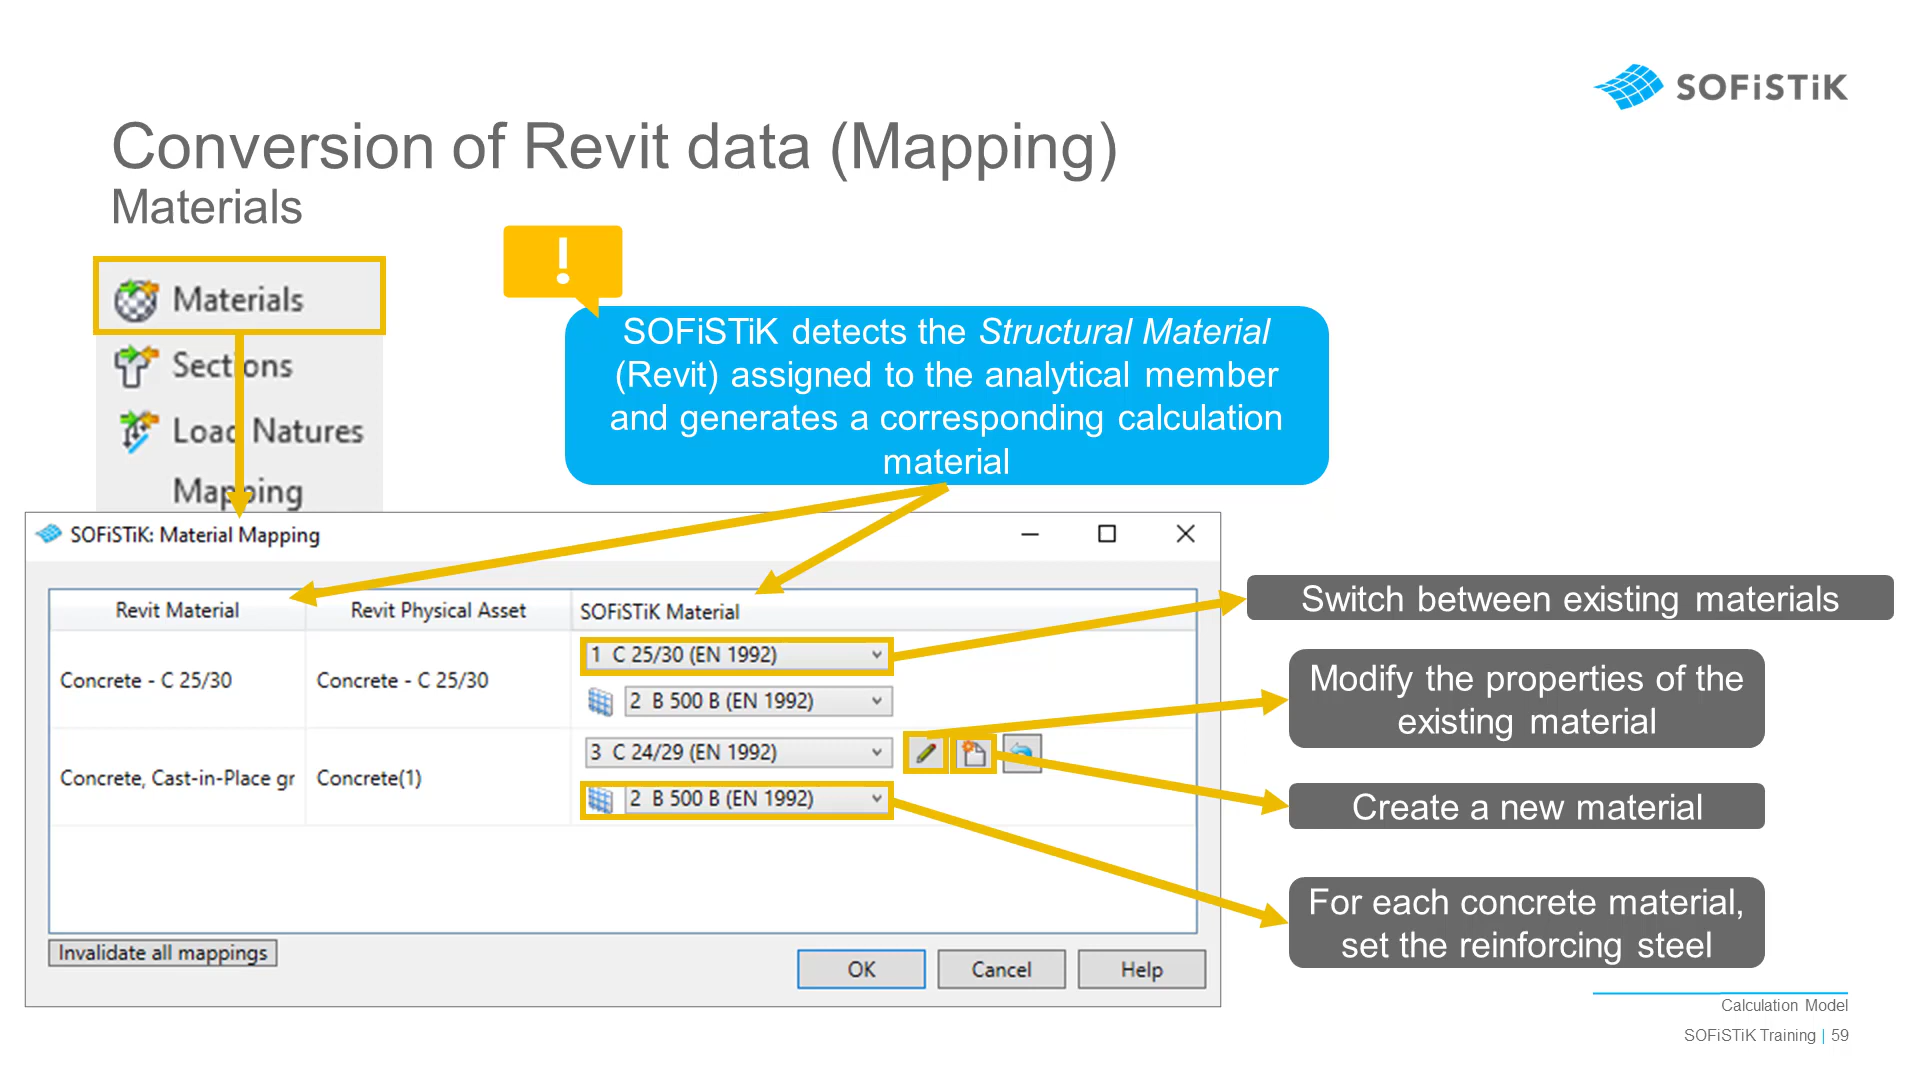 SOFiSTiK
Conversion of Revit data (Mapping)
Materials
Materials
Sections
Load Natures
Mapping
!
SOFiSTiK detects the Structural Material
(Revit) assigned to the analytical member
and generates a corresponding calculation
material
SOFiSTiK: Material Mapping
Revit Material
Revit Physical Asset
SOFiSTiK Material
Concrete - C 25/30
Concrete - C 25/30
1 C 25/30 (EN 1992)
2 B 500 B (EN 1992)
Concrete, Cast-in-Place gr
Concrete(1)
3 C 24/29 (EN 1992)
2 B 500 B (EN 1992)
Invalidate all mappings
OK
Cancel
Help
Switch between existing materials
Modify the properties of the
existing material
Create a new material
For each concrete material,
set the reinforcing steel
Calculation Model
SOFiSTiK Training | 59